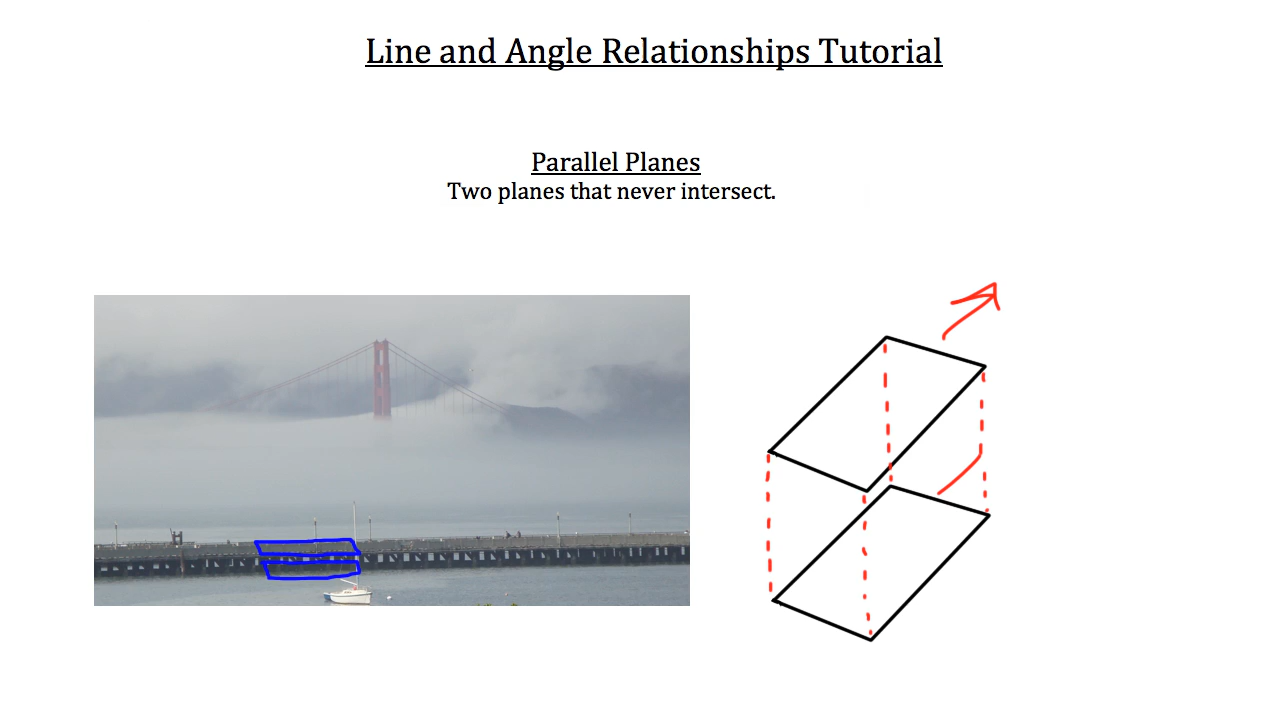 Line and Angle Relationships Tutorial
Parallel Planes
Two planes that never intersect.